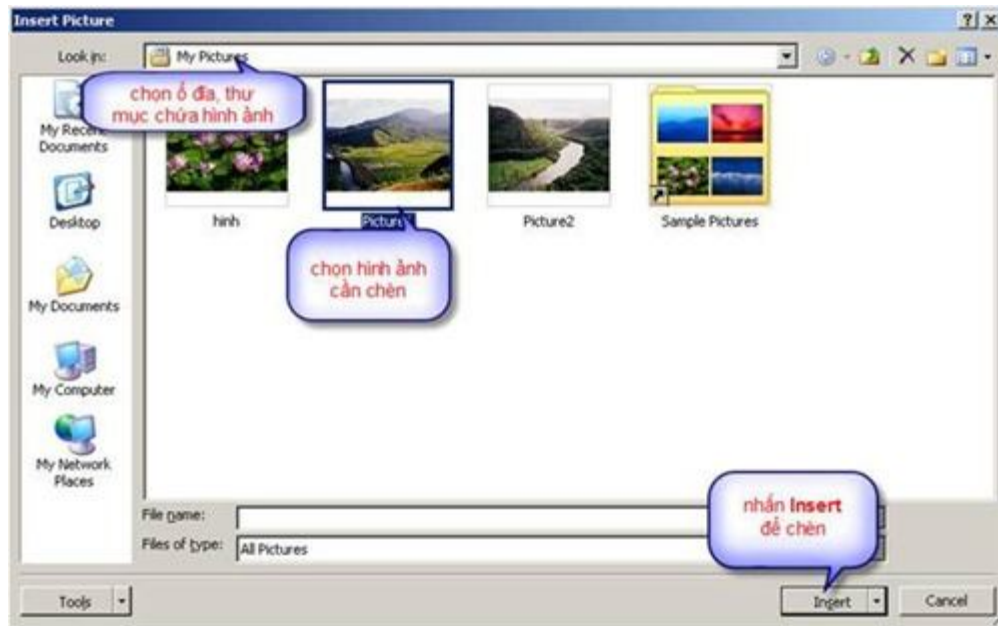 Insert Picture
Look in:
My Pictures
chọn ổ đĩa, thư
mục chứa hình ảnh
My Recent
Documents
Desktop
My Documents
My Computer
My Network
Places
hinh
Picture2
Sample Pictures
chọn hình ảnh
cần chèn
File name:
Files of type:
All Pictures
nhấn Insert
để chèn
Tools
Insert
Cancel